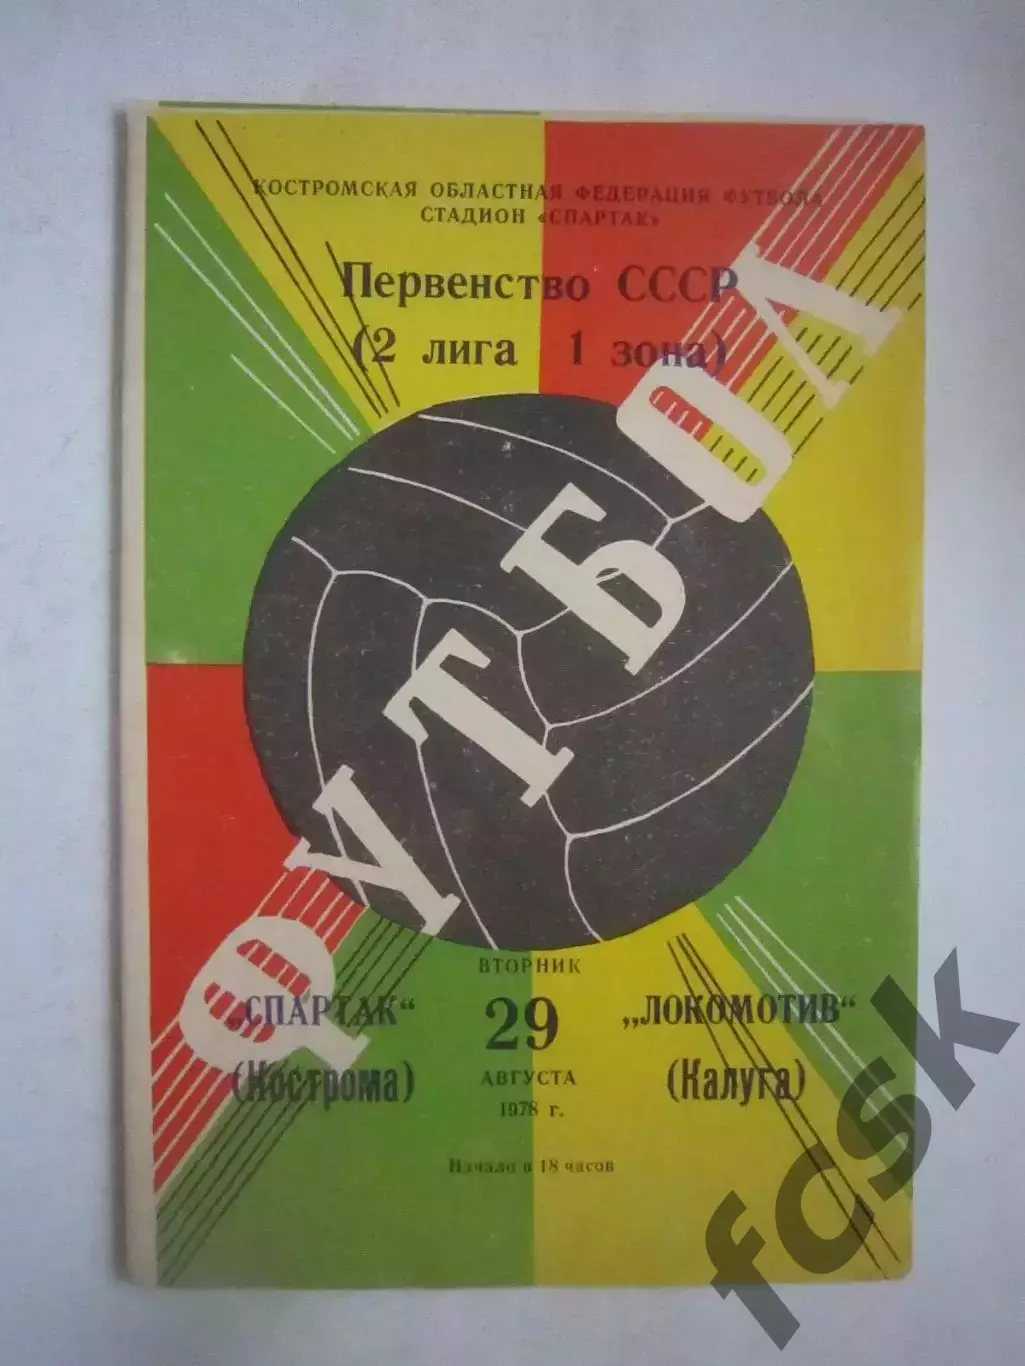 КОСТРОМСКАЯ ОБЛАСТНАЯ ФЕДЕРАЦИЯ ФУТБОЛА
СТАДИОН «СПАРТАК»
Первенство СССР
(2 лига 1 зона)
ФУТБОЛ
ВТОРНИК
29
АВГУСТА
1978 г.
„СПАРТАК“
(Кострома)
„ЛОКОМОТИВ“
(Калуга)
Начало в 18 часов
fcsk